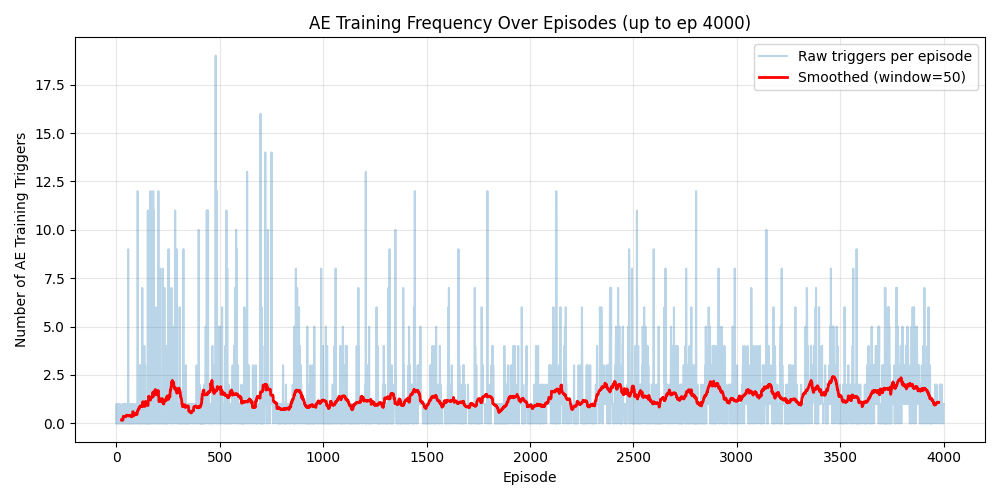 AE Training Frequency Over Episodes (up to ep 4000)
Raw triggers per episode
Smoothed (window=50)
Number of AE Training Triggers
17.5
15.0
12.5
10.0
7.5
5.0
2.5
0.0
0 500 1000 1500 2000 2500 3000 3500 4000
Episode